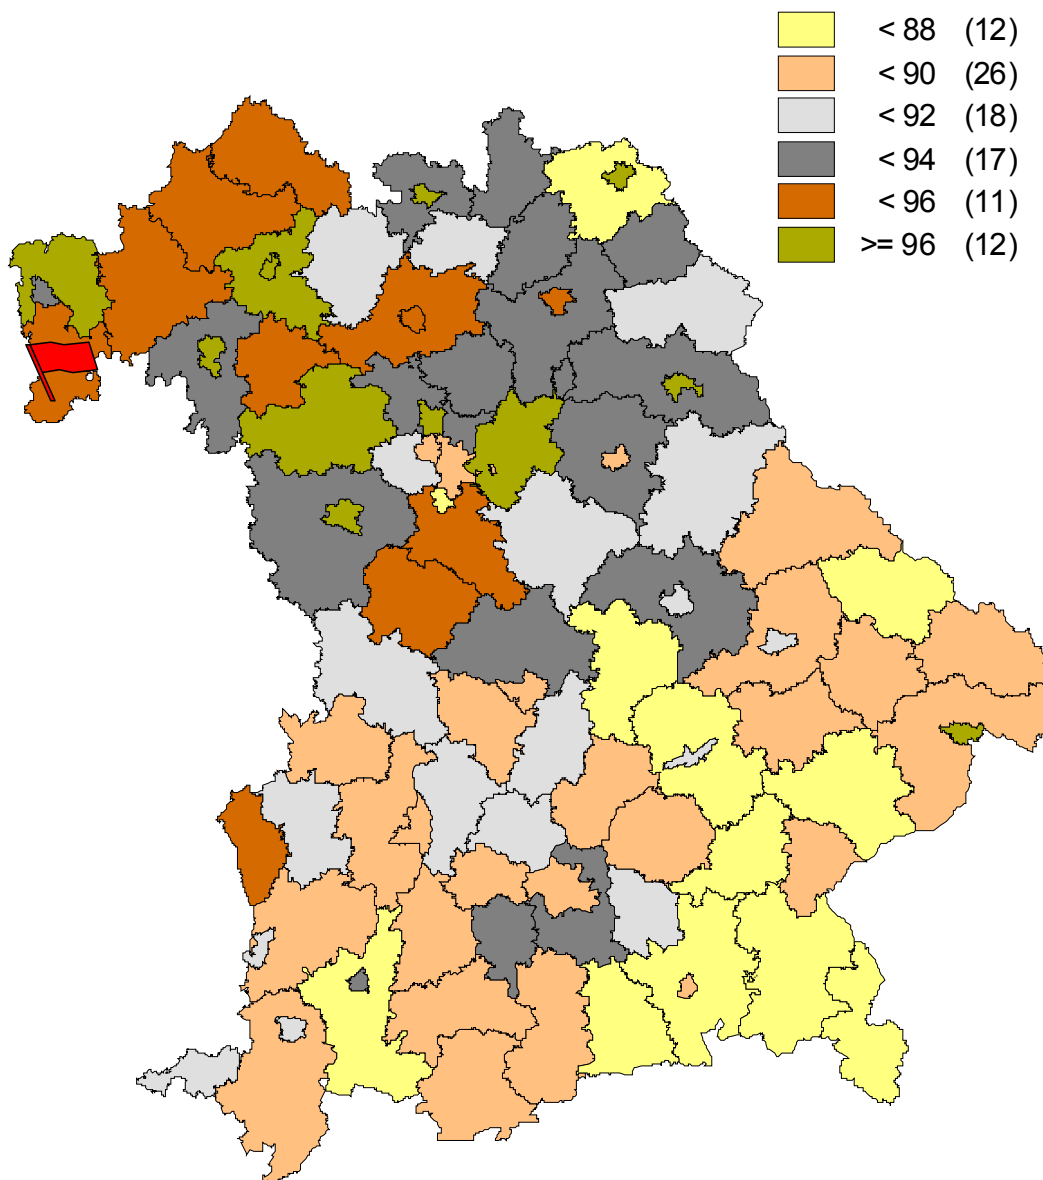 < 88 (12)
< 90 (26)
< 92 (18)
< 94 (17)
< 96 (11)
>= 96 (12)